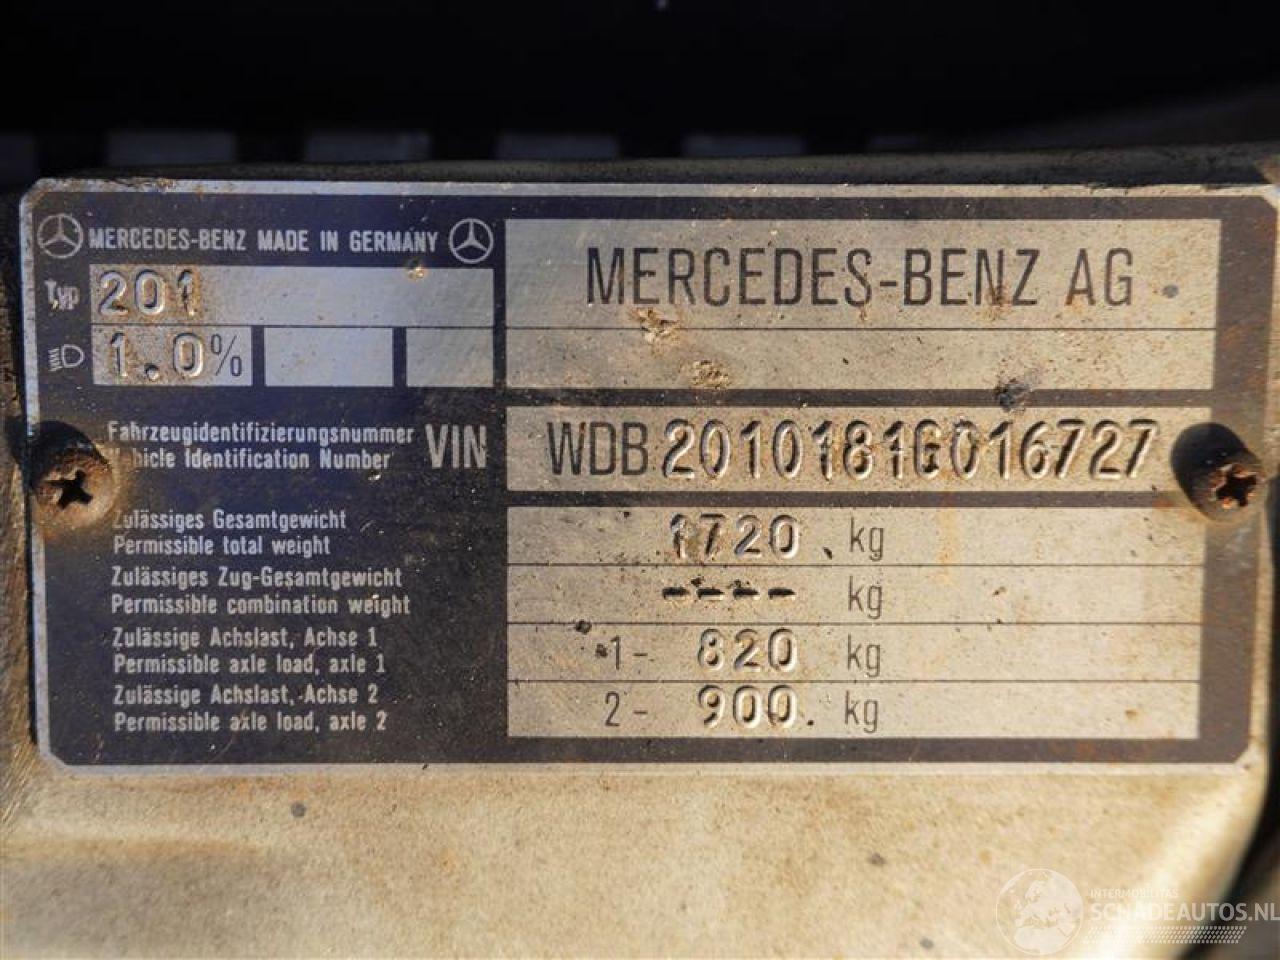 MERCEDES-BENZ MADE IN GERMANY
MERCEDES-BENZ AG
Typ 201
1.0%
Fahrzeugidentifizierungsnummer
Vehicle Identification Number
VIN WDB2010181G016727
Zulässiges Gesamtgewicht
Permissible total weight
1720. kg
Zulässiges Zug-Gesamtgewicht
Permissible combination weight
---- kg
Zulässige Achslast, Achse 1
Permissible axle load, axle 1
1- 820 kg
Zulässige Achslast, Achse 2
Permissible axle load, axle 2
2- 900. kg
INTERMOBILITAS
SCHADEAUTOS.NL